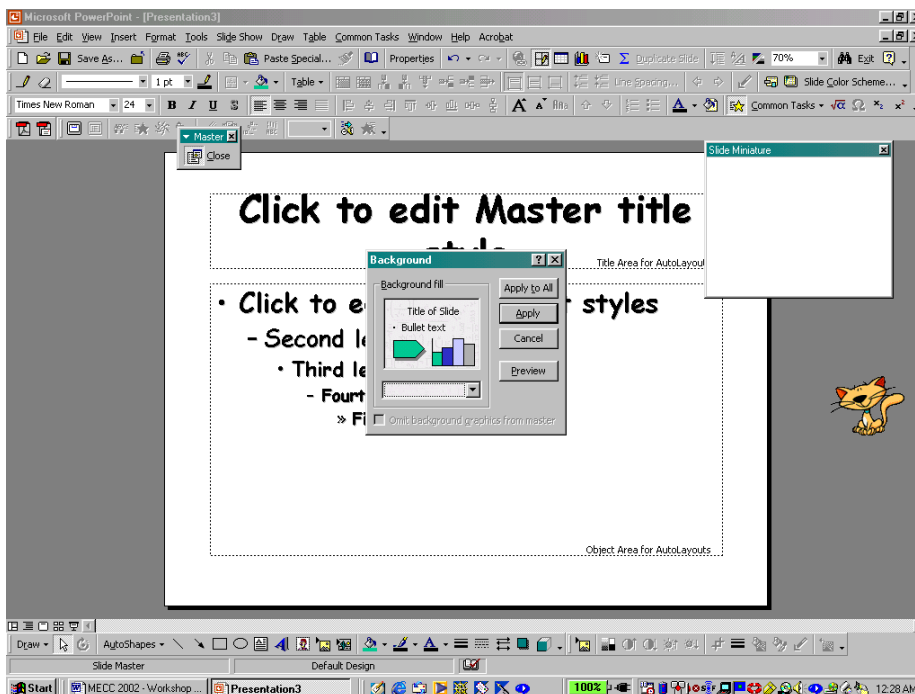 Microsoft PowerPoint - [Presentation3]
File Edit View Insert Format Tools Slide Show Draw Table Common Tasks Window Help Acrobat
Save As... Paste Special... Properties Duplicate Slide 70% Exit
1 pt Table Line Spacing... Slide Color Scheme...
Times New Roman 24 B I U S A A Common Tasks
Master
Close
Slide Miniature
Click to edit Master title
Title Area for AutoLayou
Background
Background fill
Apply to All
Title of Slide
• Bullet text
Apply
Cancel
Preview
Omit background graphics from master
• Click to e
styles
– Second le
• Third le
– Fourt
» Fi
Object Area for AutoLayouts
Draw AutoShapes
Slide Master Default Design
Start MECC 2002 - Workshop ... Presentation3 100% 12:28 AM